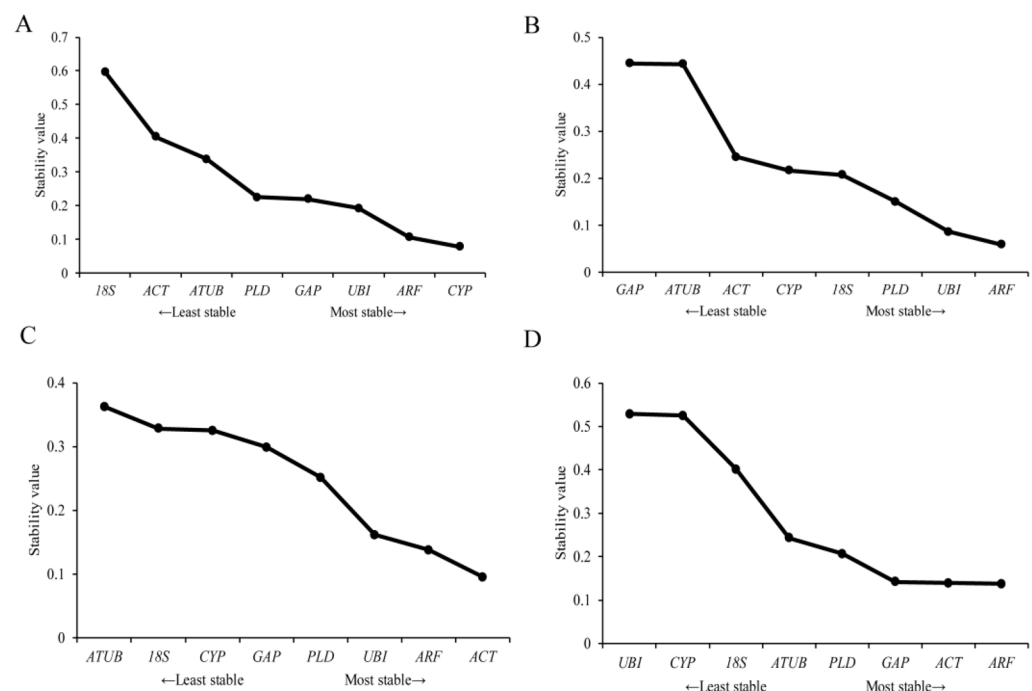 A
Stability value
0.7
0.6
0.5
0.4
0.3
0.2
0.1
0
18S ACT ATUB PLD GAP UBI ARF CYP
←Least stable Most stable→
B
Stability value
0.5
0.4
0.3
0.2
0.1
0
GAP ATUB ACT CYP 18S PLD UBI ARF
←Least stable Most stable→
C
Stability value
0.4
0.3
0.2
0.1
0
ATUB 18S CYP GAP PLD UBI ARF ACT
←Least stable Most stable→
D
Stability value
0.6
0.5
0.4
0.3
0.2
0.1
0
UBI CYP 18S ATUB PLD GAP ACT ARF
←Least stable Most stable→